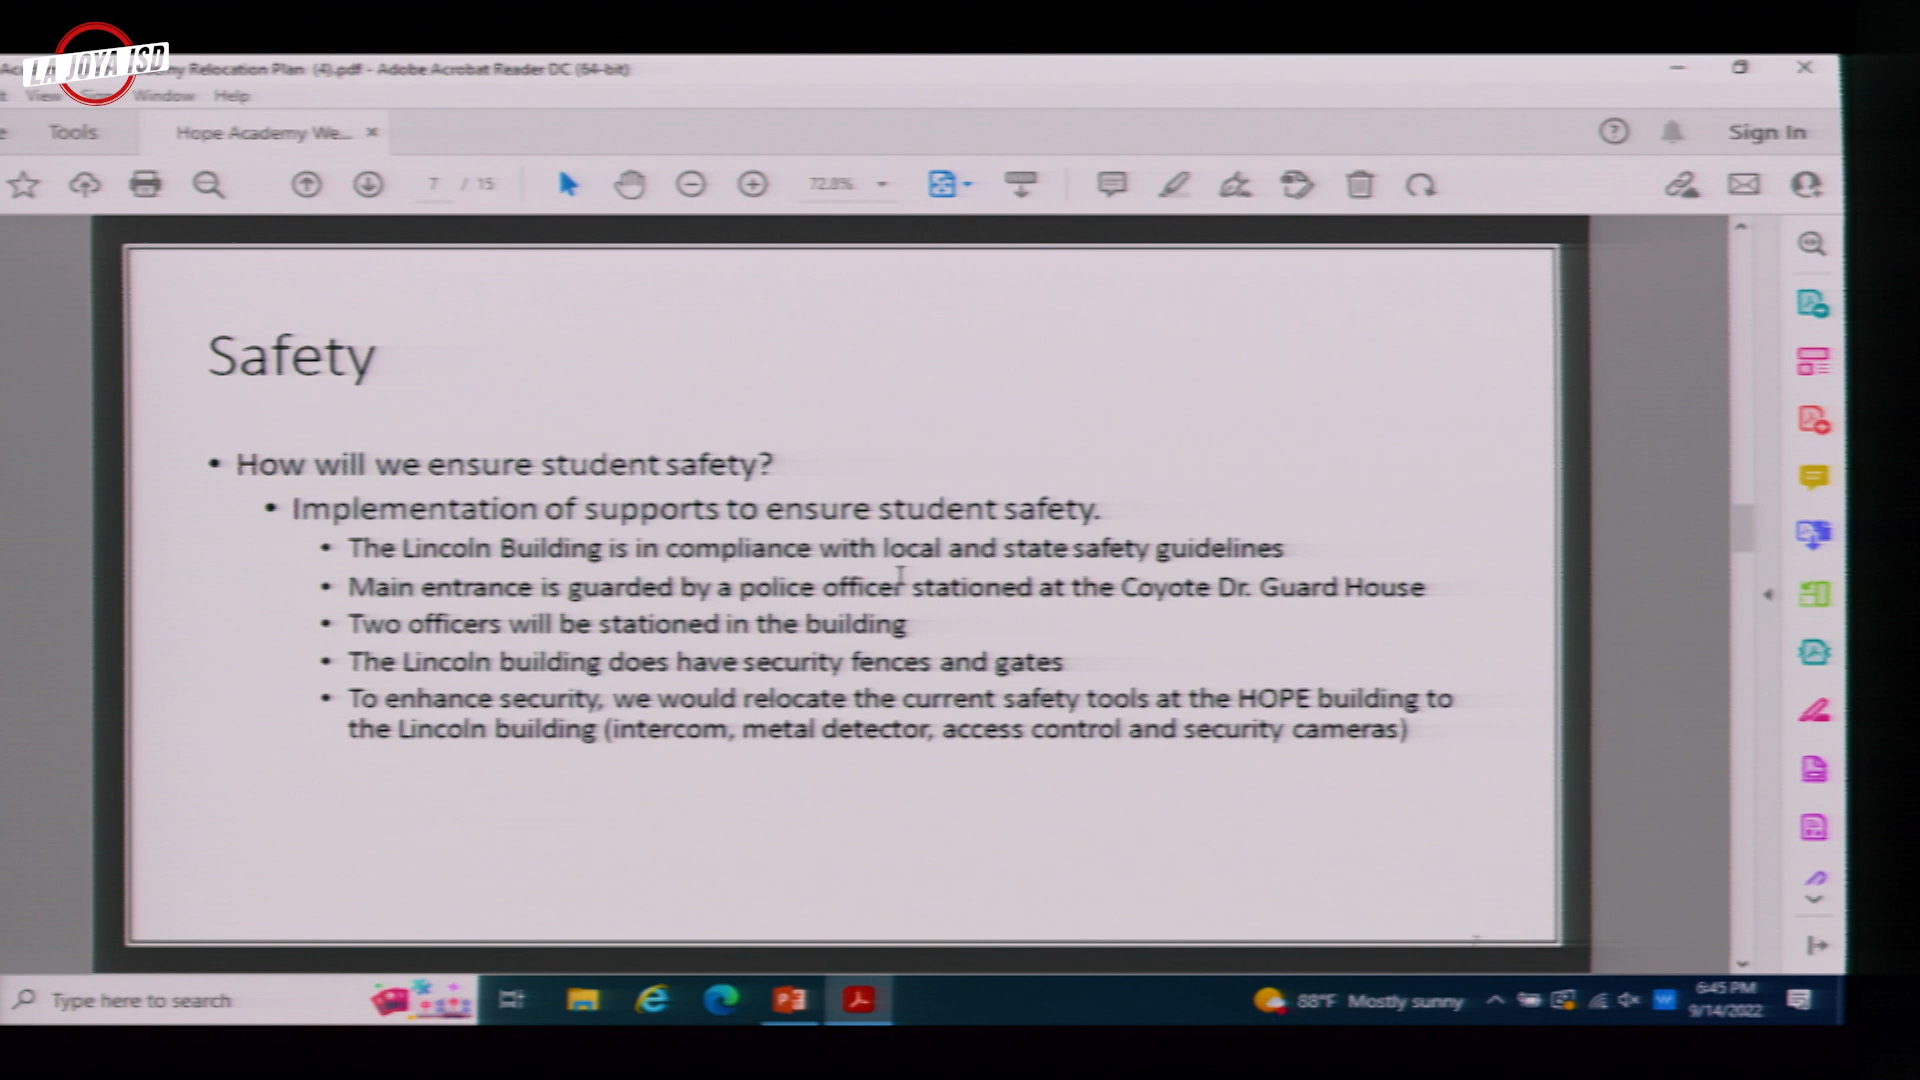 LA JOYA ISD
Relocation Plan (4).pdf - Adobe Acrobat Reader DC (64-bit)
View Sign Window Help
Tools Hope Academy We... × Sign In
7 / 15 72.8%
Safety
• How will we ensure student safety?
• Implementation of supports to ensure student safety.
• The Lincoln Building is in compliance with local and state safety guidelines
• Main entrance is guarded by a police officer stationed at the Coyote Dr. Guard House
• Two officers will be stationed in the building
• The Lincoln building does have security fences and gates
• To enhance security, we would relocate the current safety tools at the HOPE building to
the Lincoln building (intercom, metal detector, access control and security cameras)
7
Type here to search 88°F Mostly sunny 6:45 PM
9/14/2022